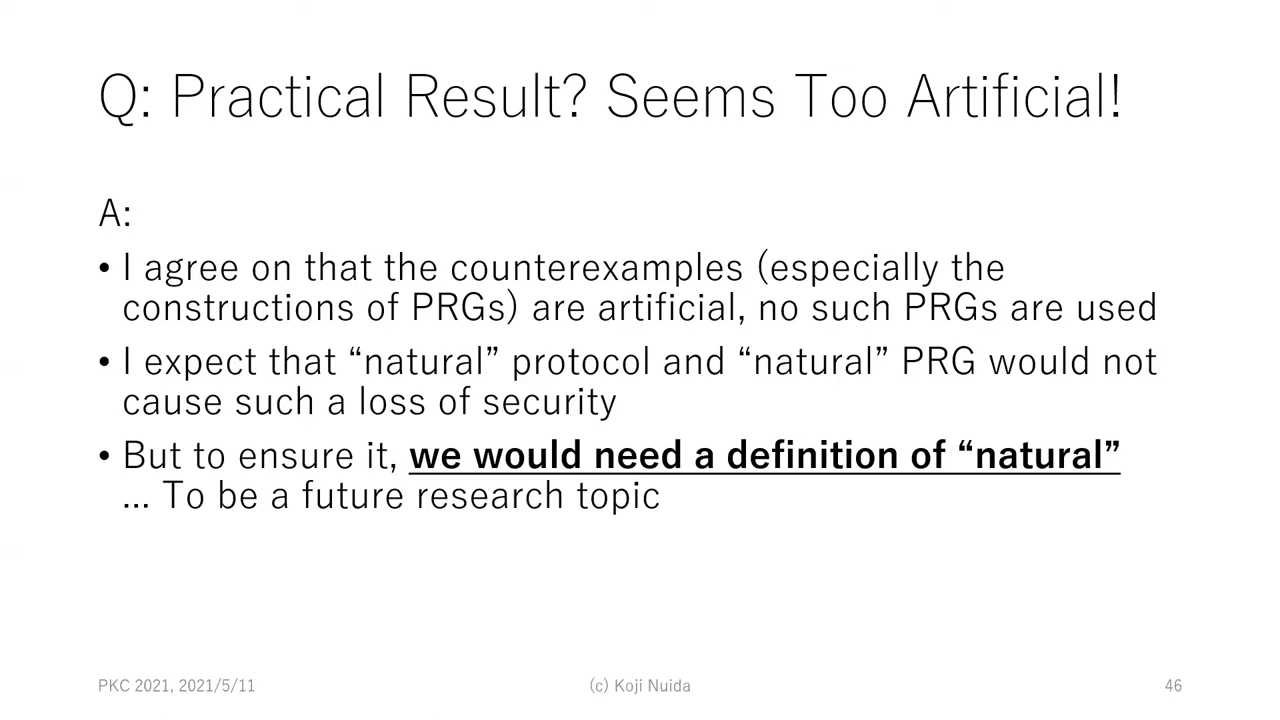 Q: Practical Result? Seems Too Artificial!
A:
• I agree on that the counterexamples (especially the
constructions of PRGs) are artificial, no such PRGs are used
• I expect that “natural” protocol and “natural” PRG would not
cause such a loss of security
• But to ensure it, we would need a definition of “natural”
... To be a future research topic
PKC 2021, 2021/5/11
(c) Koji Nuida
46